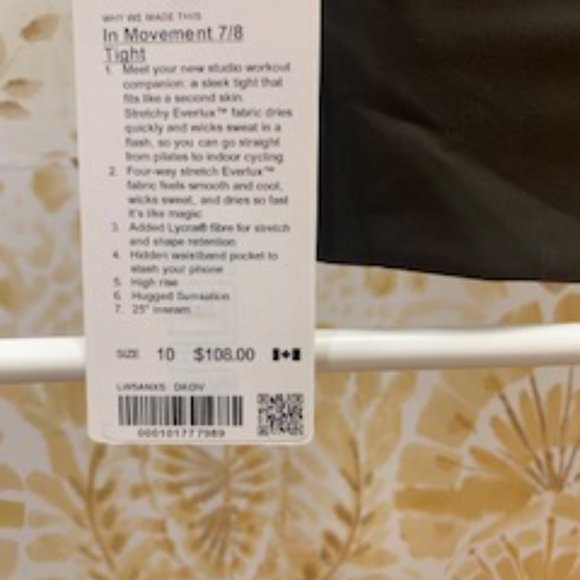 WHY WE MADE THIS
In Movement 7/8
Tight
1. Meet your new studio workout
companion: a sleek tight that
fits like a second skin.
Stretchy Everlux™ fabric dries
quickly and wicks sweat in a
flash, so you can go straight
from pilates to indoor cycling
2. Four-way stretch Everlux™
fabric feels smooth and cool,
wicks sweat, and dries so fast
it's like magic
3. Added Lycra® fibre for stretch
and shape retention
4. Hidden waistband pocket to
stash your phone
5. High rise
6. Hugged Sensation
7. 25" inseam
SIZE 10 $108.00
LW5ANXS DKOV
000101777989